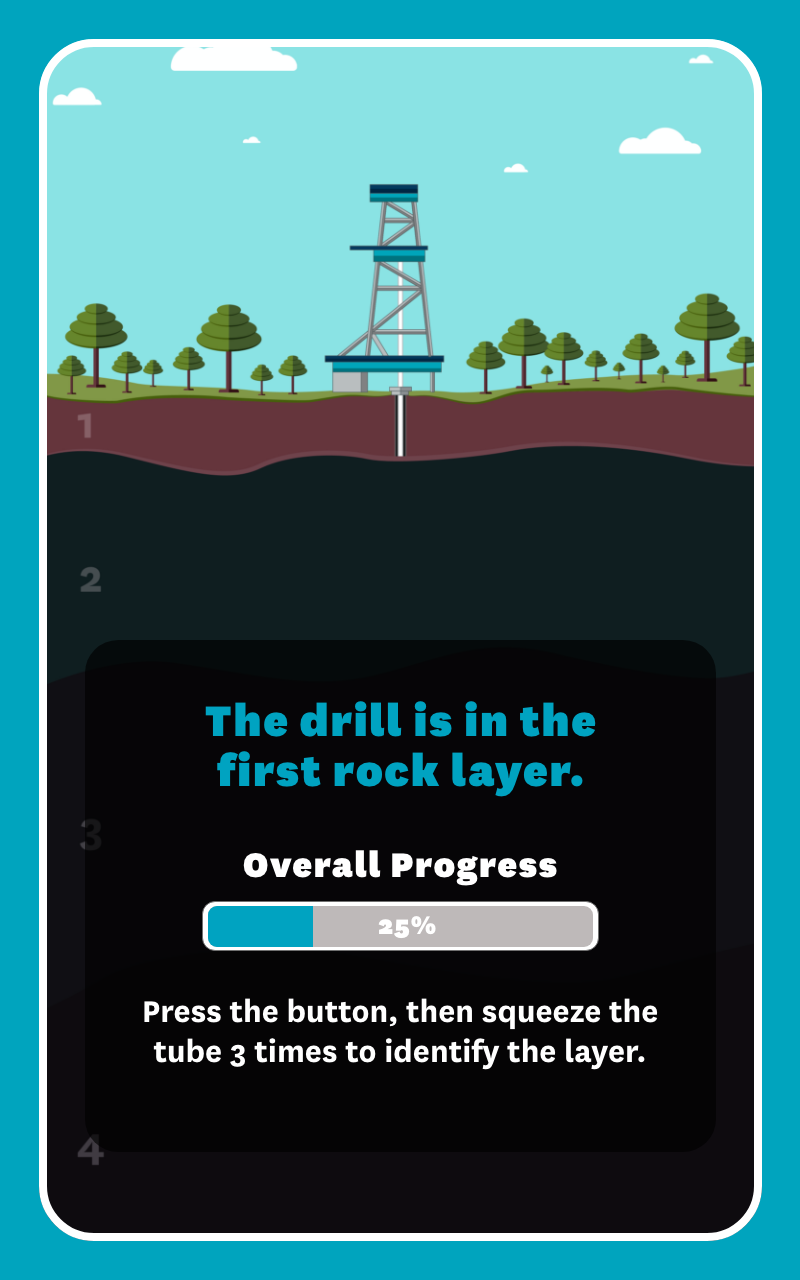 1
2
The drill is in the
first rock layer.
3
Overall Progress
25%
Press the button, then squeeze the
tube 3 times to identify the layer.
4